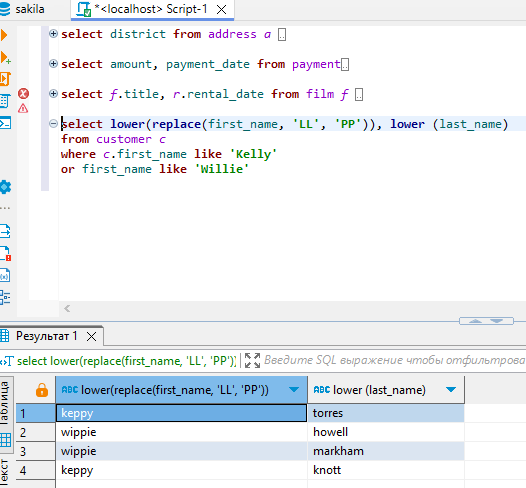 sakila
*<localhost> Script-1
select district from address a
select amount, payment_date from payment
select f.title, r.rental_date from film f
select lower(replace(first_name, 'LL', 'PP')), lower (last_name)
from customer c
where c.first_name like 'Kelly'
or first_name like 'Willie'
Результат 1
select lower(replace(first_name, 'LL', 'PP'))
Введите SQL выражение чтобы отфильтрова
Таблица
Текст
ABC lower(replace(first_name, 'LL', 'PP'))
ABC lower (last_name)
1 keppy torres
2 wippie howell
3 wippie markham
4 keppy knott